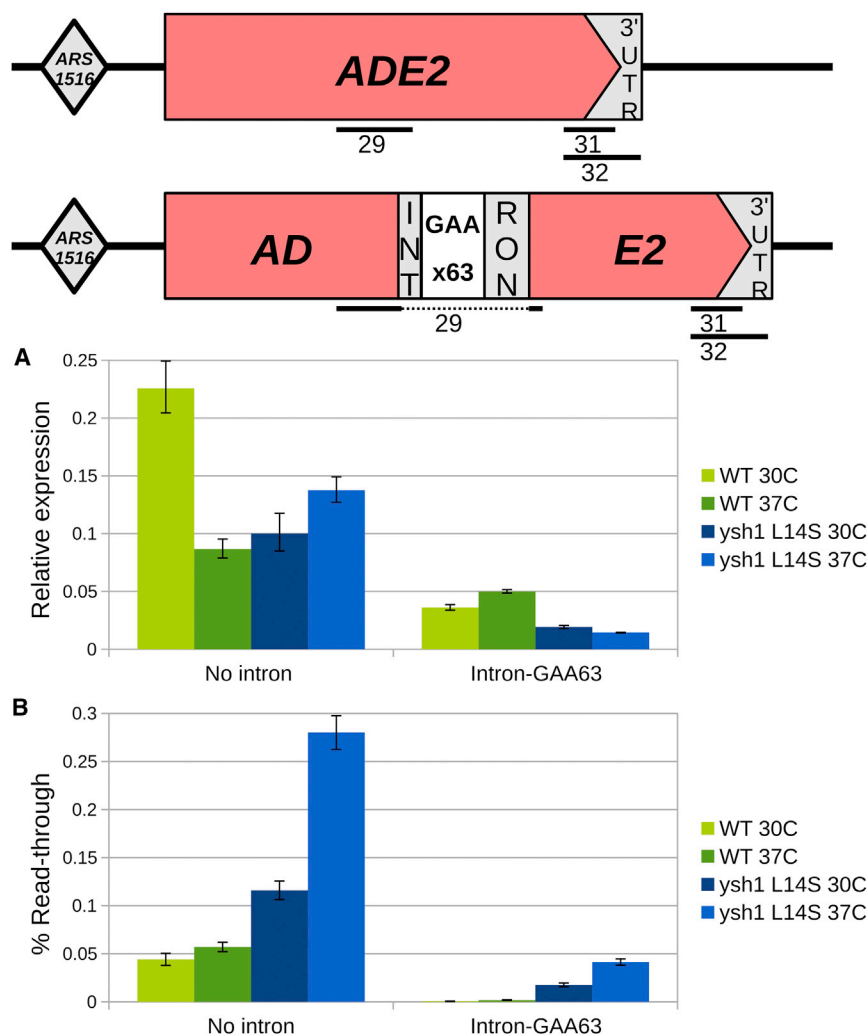 ARS
1516
ADE2
3'
U
T
R
29
31
32
ARS
1516
AD
I
N
T
GAA
x63
R
O
N
E2
3'
U
T
R
29
31
32
A
Relative expression
0.25
0.2
0.15
0.1
0.05
0
No intron
Intron-GAA63
WT 30C
WT 37C
ysh1 L14S 30C
ysh1 L14S 37C
B
% Read-through
0.3
0.25
0.2
0.15
0.1
0.05
0
No intron
Intron-GAA63
WT 30C
WT 37C
ysh1 L14S 30C
ysh1 L14S 37C